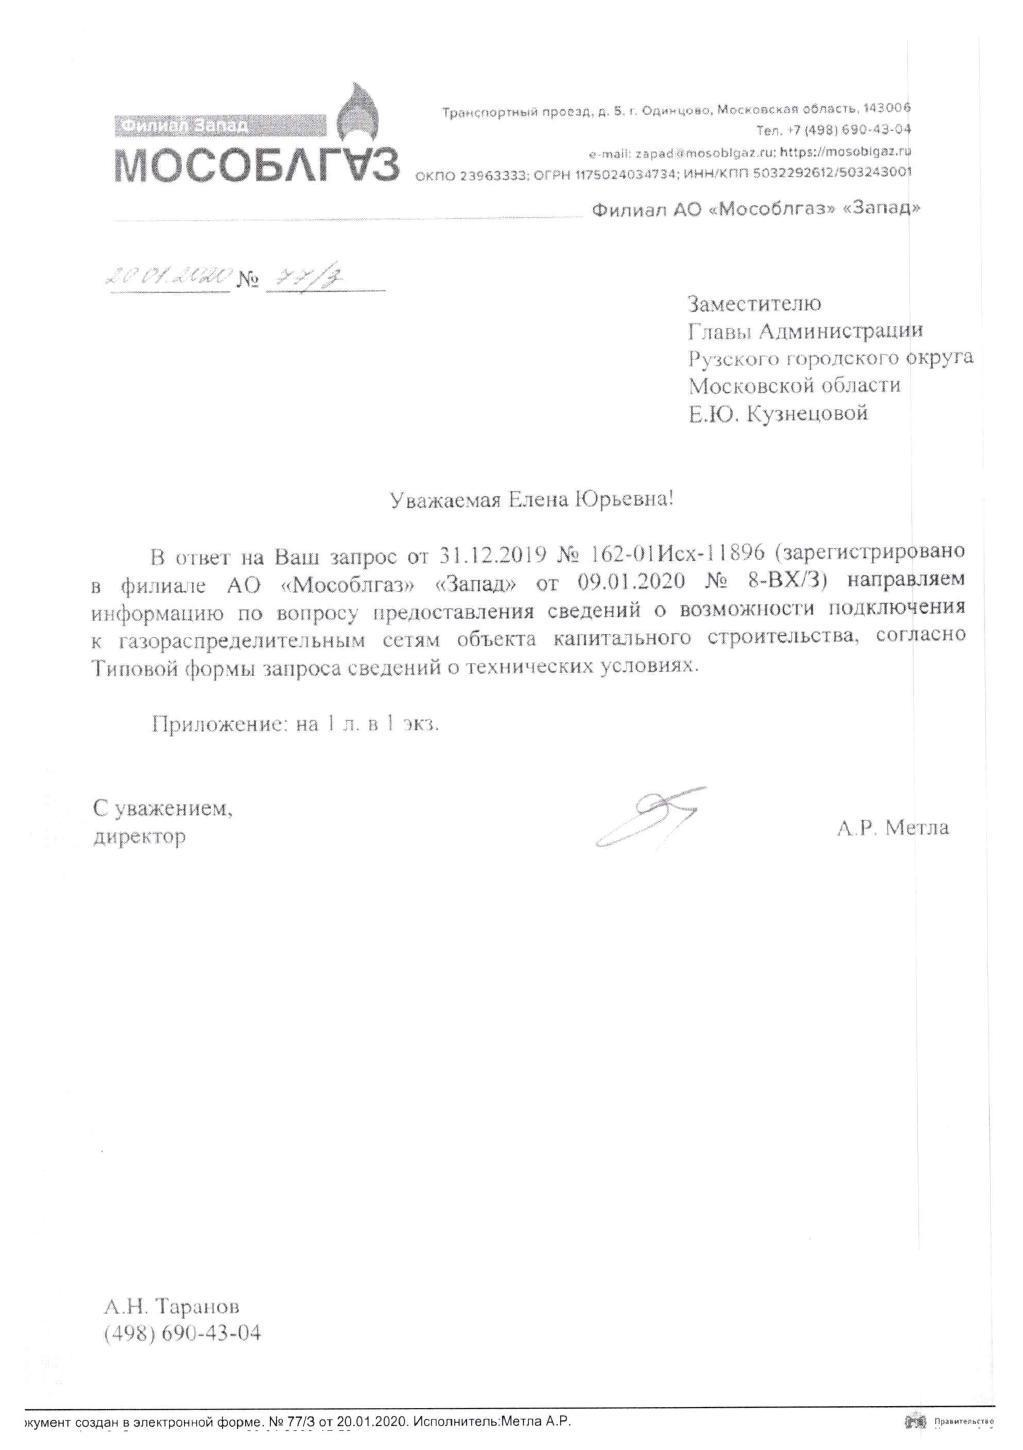 Филиал Запад
МОСОБЛГАЗ
Транспортный проезд, д. 5, г. Одинцово, Московская область, 143006
Тел. +7 (498) 690-43-04
e-mail: zapad@mosoblgaz.ru; https://mosoblgaz.ru
ОКПО 23963333; ОГРН 1175024034734; ИНН/КПП 5032292612/503243001
Филиал АО «Мособлгаз» «Запад»
20.01.2020 № 77/З
Заместителю
Главы Администрации
Рузского городского округа
Московской области
Е.Ю. Кузнецовой
Уважаемая Елена Юрьевна!
В ответ на Ваш запрос от 31.12.2019 № 162-01Исх-11896 (зарегистрировано
в филиале АО «Мособлгаз» «Запад» от 09.01.2020 № 8-ВХ/З) направляем
информацию по вопросу предоставления сведений о возможности подключения
к газораспределительным сетям объекта капитального строительства, согласно
Типовой формы запроса сведений о технических условиях.
Приложение: на 1 л. в 1 экз.
С уважением,
директор
А.Р. Метла
А.Н. Таранов
(498) 690-43-04
окумент создан в электронной форме. № 77/З от 20.01.2020. Исполнитель:Метла А.Р.
Правительство